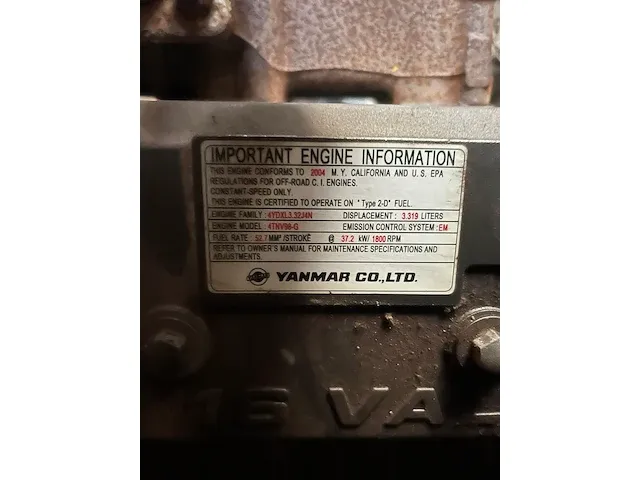 IMPORTANT ENGINE INFORMATION
THIS ENGINE CONFORMS TO 2004 M. Y. CALIFORNIA AND U. S. EPA
REGULATIONS FOR OFF-ROAD C. I. ENGINES.
CONSTANT-SPEED ONLY.
THIS ENGINE IS CERTIFIED TO OPERATE ON "Type 2-D" FUEL.
ENGINE FAMILY : 4YDXL3.32J4N DISPLACEMENT : 3.319 LITERS
ENGINE MODEL : 4TNV98-G EMISSION CONTROL SYSTEM : EM
FUEL RATE MM³/STROKE @ 37.2 kW/ 1800 RPM
REFER TO OWNER'S MANUAL FOR MAINTENANCE SPECIFICATIONS AND
ADJUSTMENTS.
YANMAR CO.,LTD.
16 VA